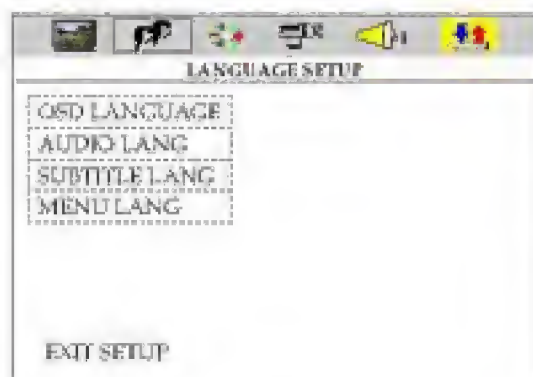 LANGUAGE SETUP
OSD LANGUAGE
AUDIO LANG
SUBTITLE LANG
MENU LANG
EXIT SETUP